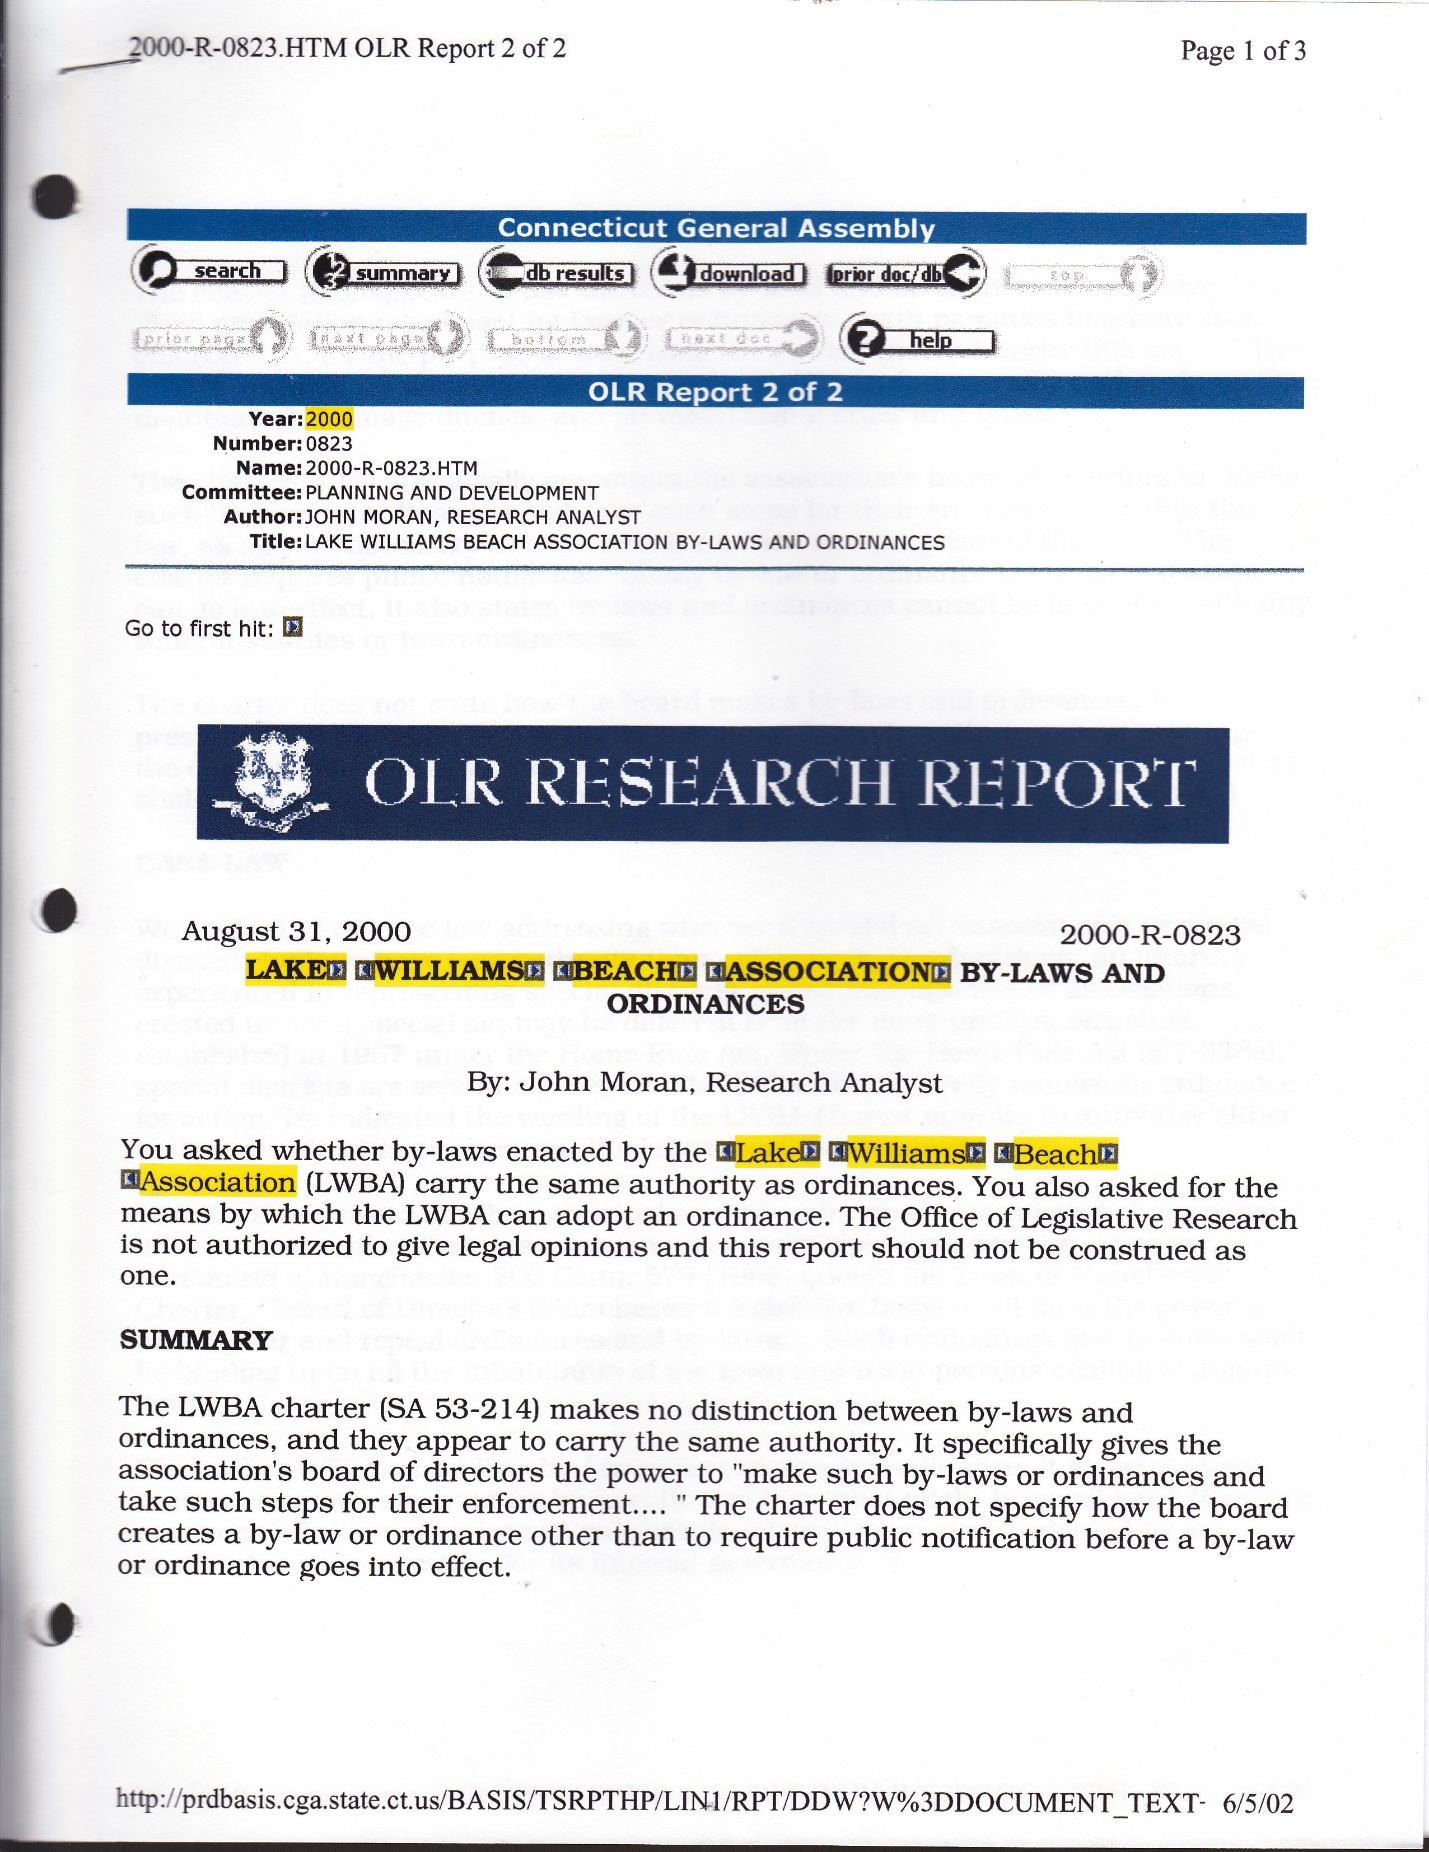 2000-R-0823.HTM OLR Report 2 of 2 Page 1 of 3
Connecticut General Assembly
search summary db results download prior doc/db top
prior page next page bottom next doc help
OLR Report 2 of 2
Year: 2000
Number: 0823
Name: 2000-R-0823.HTM
Committee: PLANNING AND DEVELOPMENT
Author: JOHN MORAN, RESEARCH ANALYST
Title: LAKE WILLIAMS BEACH ASSOCIATION BY-LAWS AND ORDINANCES
Go to first hit:
OLR RESEARCH REPORT
August 31, 2000 2000-R-0823
LAKE WILLIAMS BEACH ASSOCIATION BY-LAWS AND
ORDINANCES
By: John Moran, Research Analyst
You asked whether by-laws enacted by the Lake Williams Beach
Association (LWBA) carry the same authority as ordinances. You also asked for the
means by which the LWBA can adopt an ordinance. The Office of Legislative Research
is not authorized to give legal opinions and this report should not be construed as
one.
SUMMARY
The LWBA charter (SA 53-214) makes no distinction between by-laws and
ordinances, and they appear to carry the same authority. It specifically gives the
association's board of directors the power to "make such by-laws or ordinances and
take such steps for their enforcement.... " The charter does not specify how the board
creates a by-law or ordinance other than to require public notification before a by-law
or ordinance goes into effect.
http://prdbasis.cga.state.ct.us/BASIS/TSRPTHP/LIN1/RPT/DDW?W%3DDOCUMENT_TEXT- 6/5/02